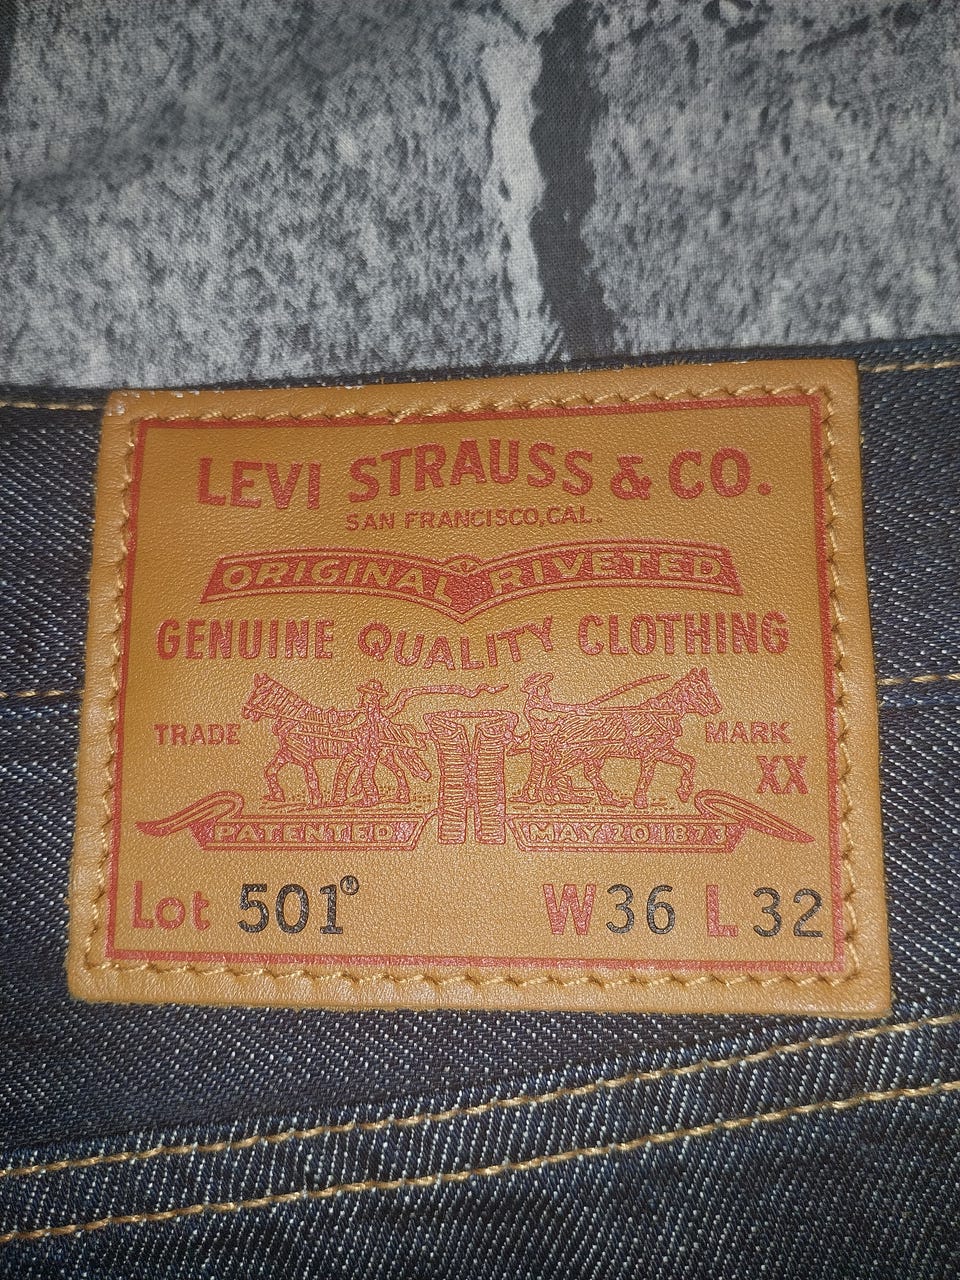 LEVI STRAUSS & CO.
SAN FRANCISCO, CAL.
ORIGINAL RIVETED
GENUINE QUALITY CLOTHING
TRADE MARK
XX
PATENTED MAY 20 1873
Lot 501® W36 L32